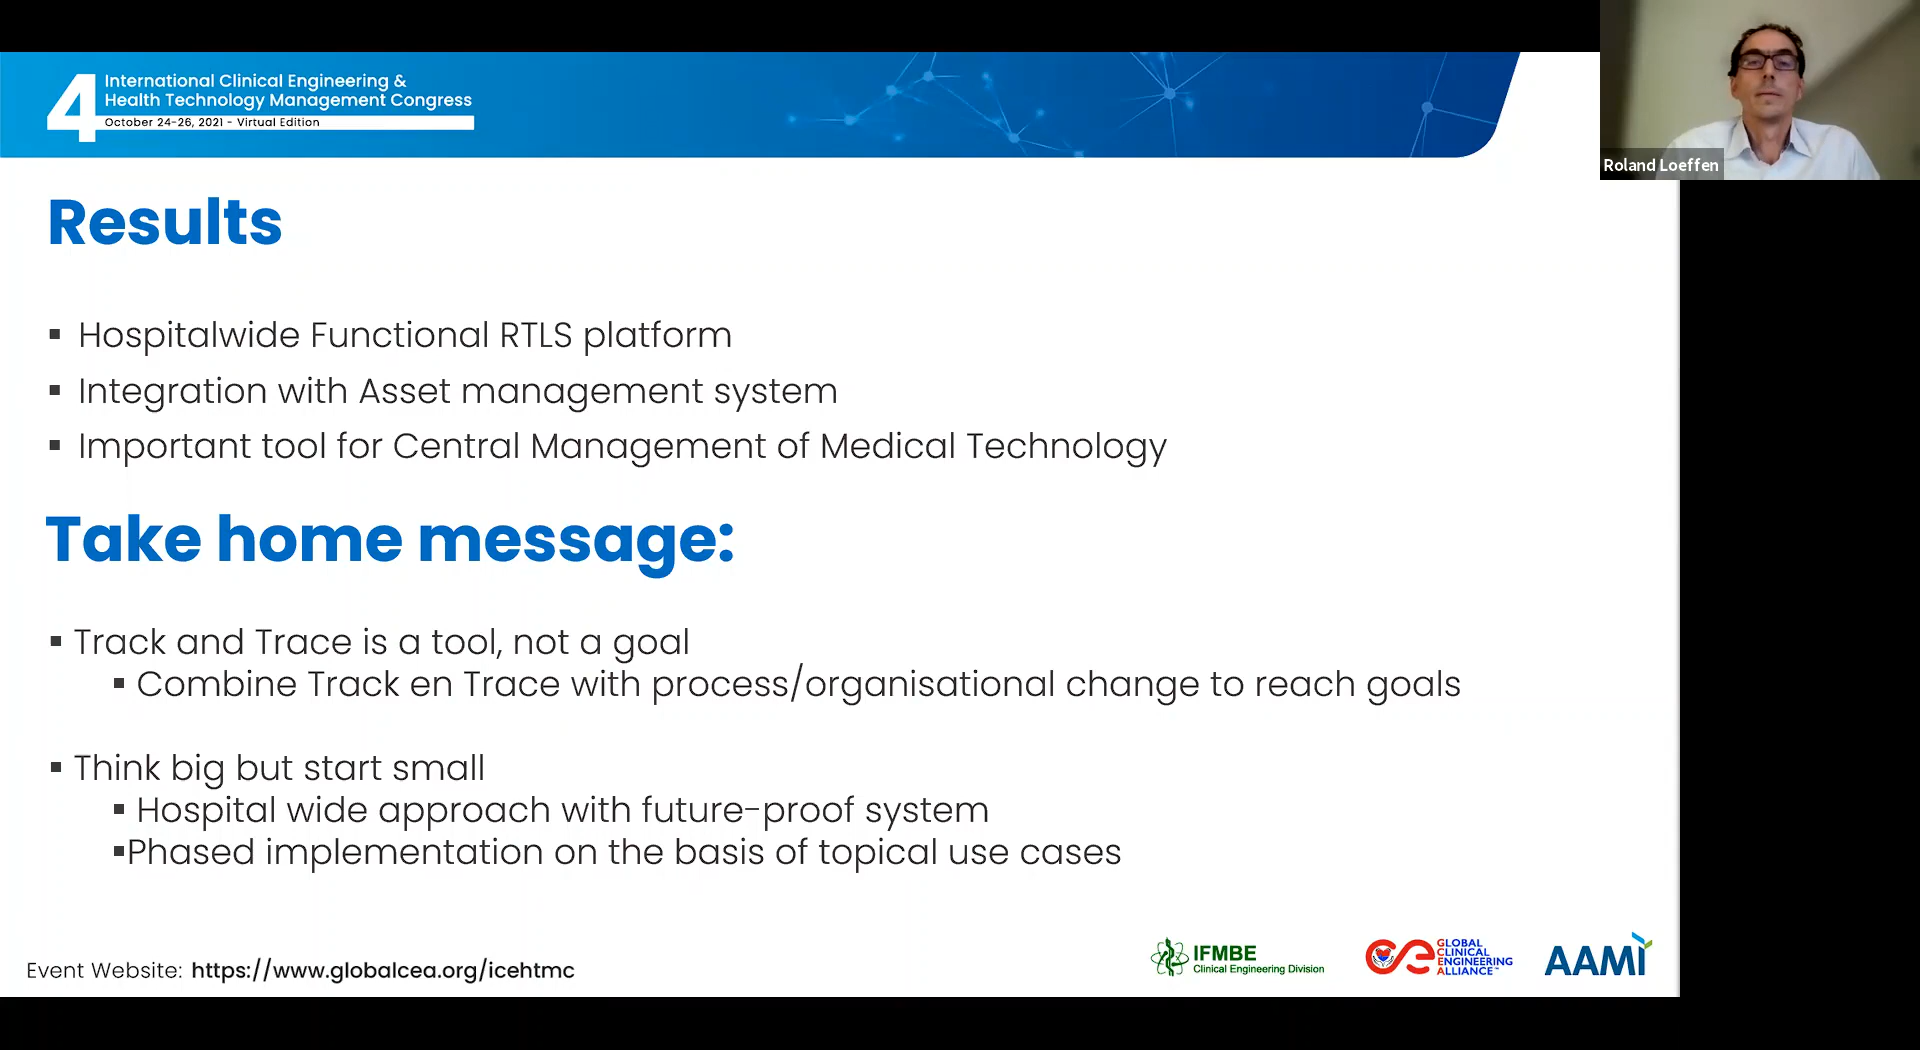 4
International Clinical Engineering &
Health Technology Management Congress
October 24-26, 2021 - Virtual Edition
Roland Loeffen
Results
▪ Hospitalwide Functional RTLS platform
▪ Integration with Asset management system
▪ Important tool for Central Management of Medical Technology
Take home message:
▪ Track and Trace is a tool, not a goal
▪ Combine Track en Trace with process/organisational change to reach goals
▪ Think big but start small
▪ Hospital wide approach with future-proof system
▪Phased implementation on the basis of topical use cases
Event Website: https://www.globalcea.org/icehtmc
IFMBE
Clinical Engineering Division
GLOBAL
CLINICAL
ENGINEERING
ALLIANCE™
AAMI